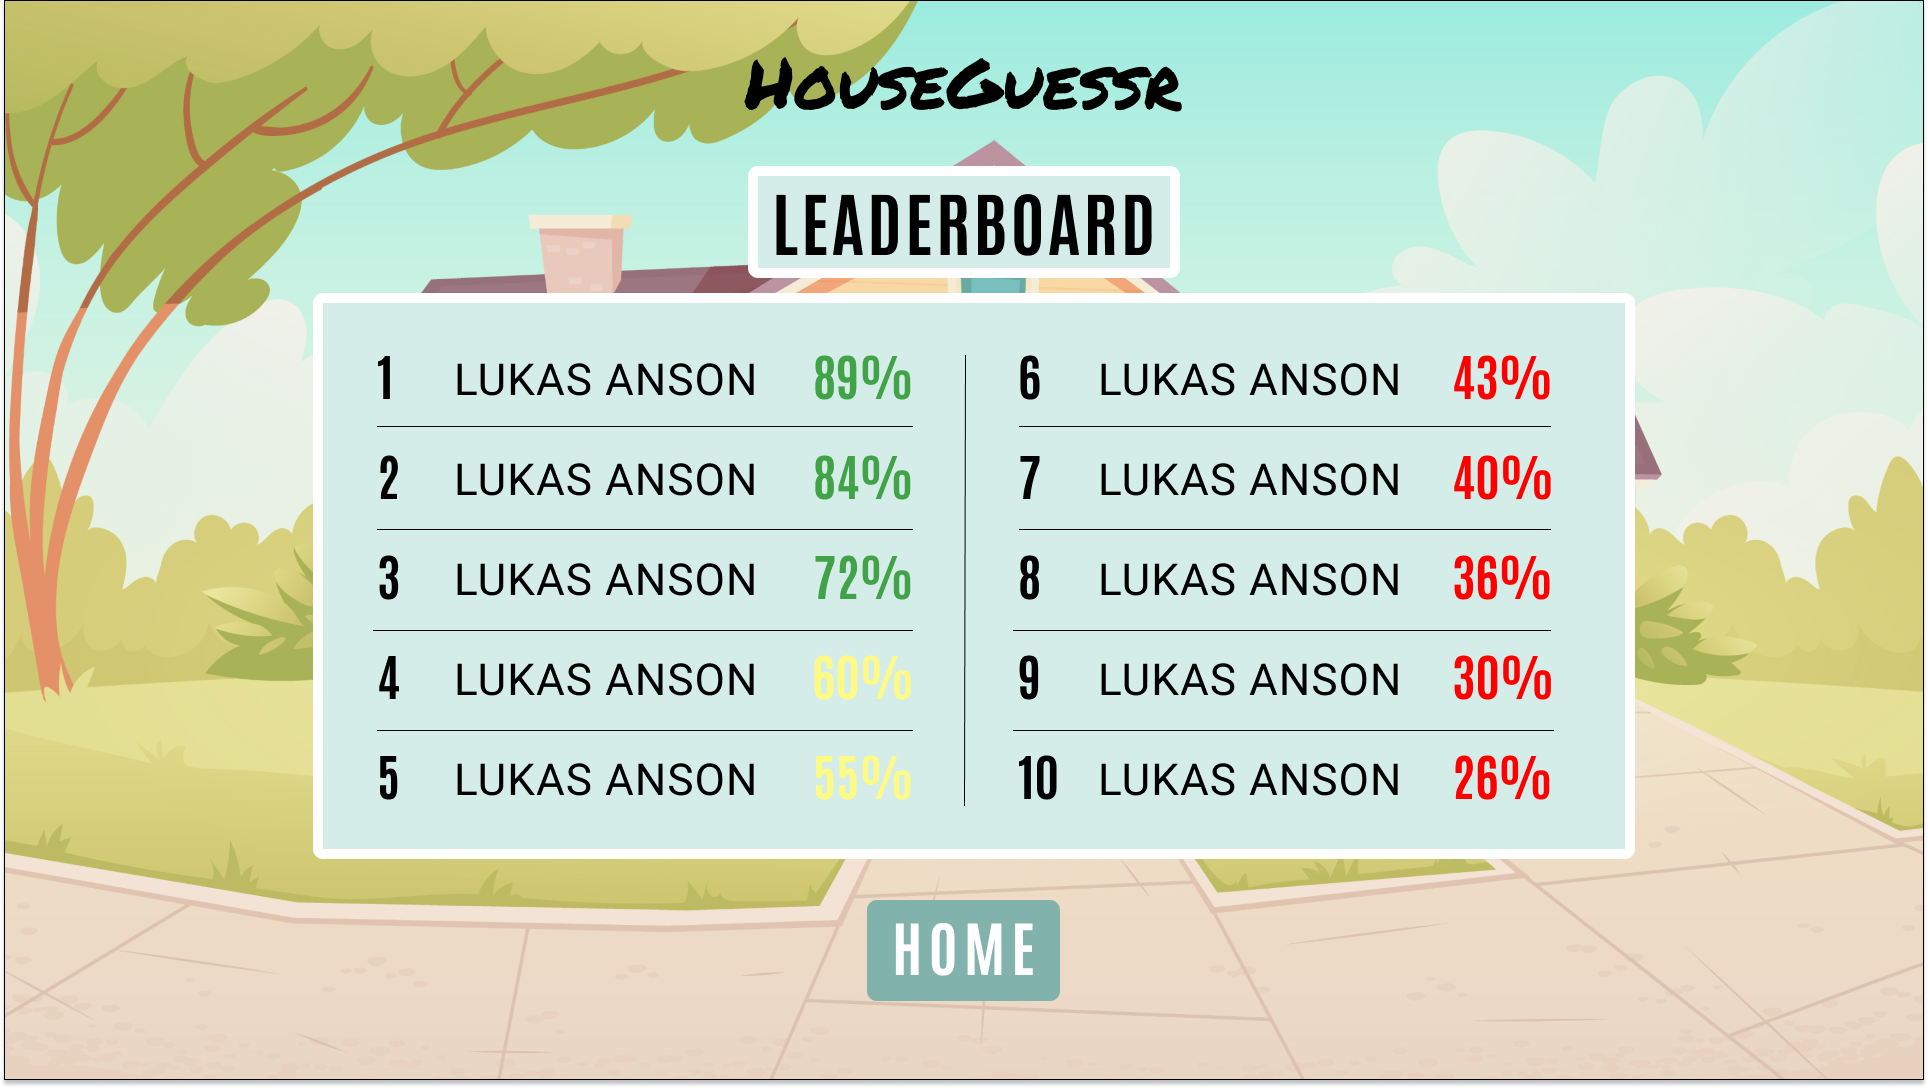 HOUSEGUESSR
LEADERBOARD
1 LUKAS ANSON 89%
2 LUKAS ANSON 84%
3 LUKAS ANSON 72%
4 LUKAS ANSON 60%
5 LUKAS ANSON 55%
6 LUKAS ANSON 43%
7 LUKAS ANSON 40%
8 LUKAS ANSON 36%
9 LUKAS ANSON 30%
10 LUKAS ANSON 26%
HOME